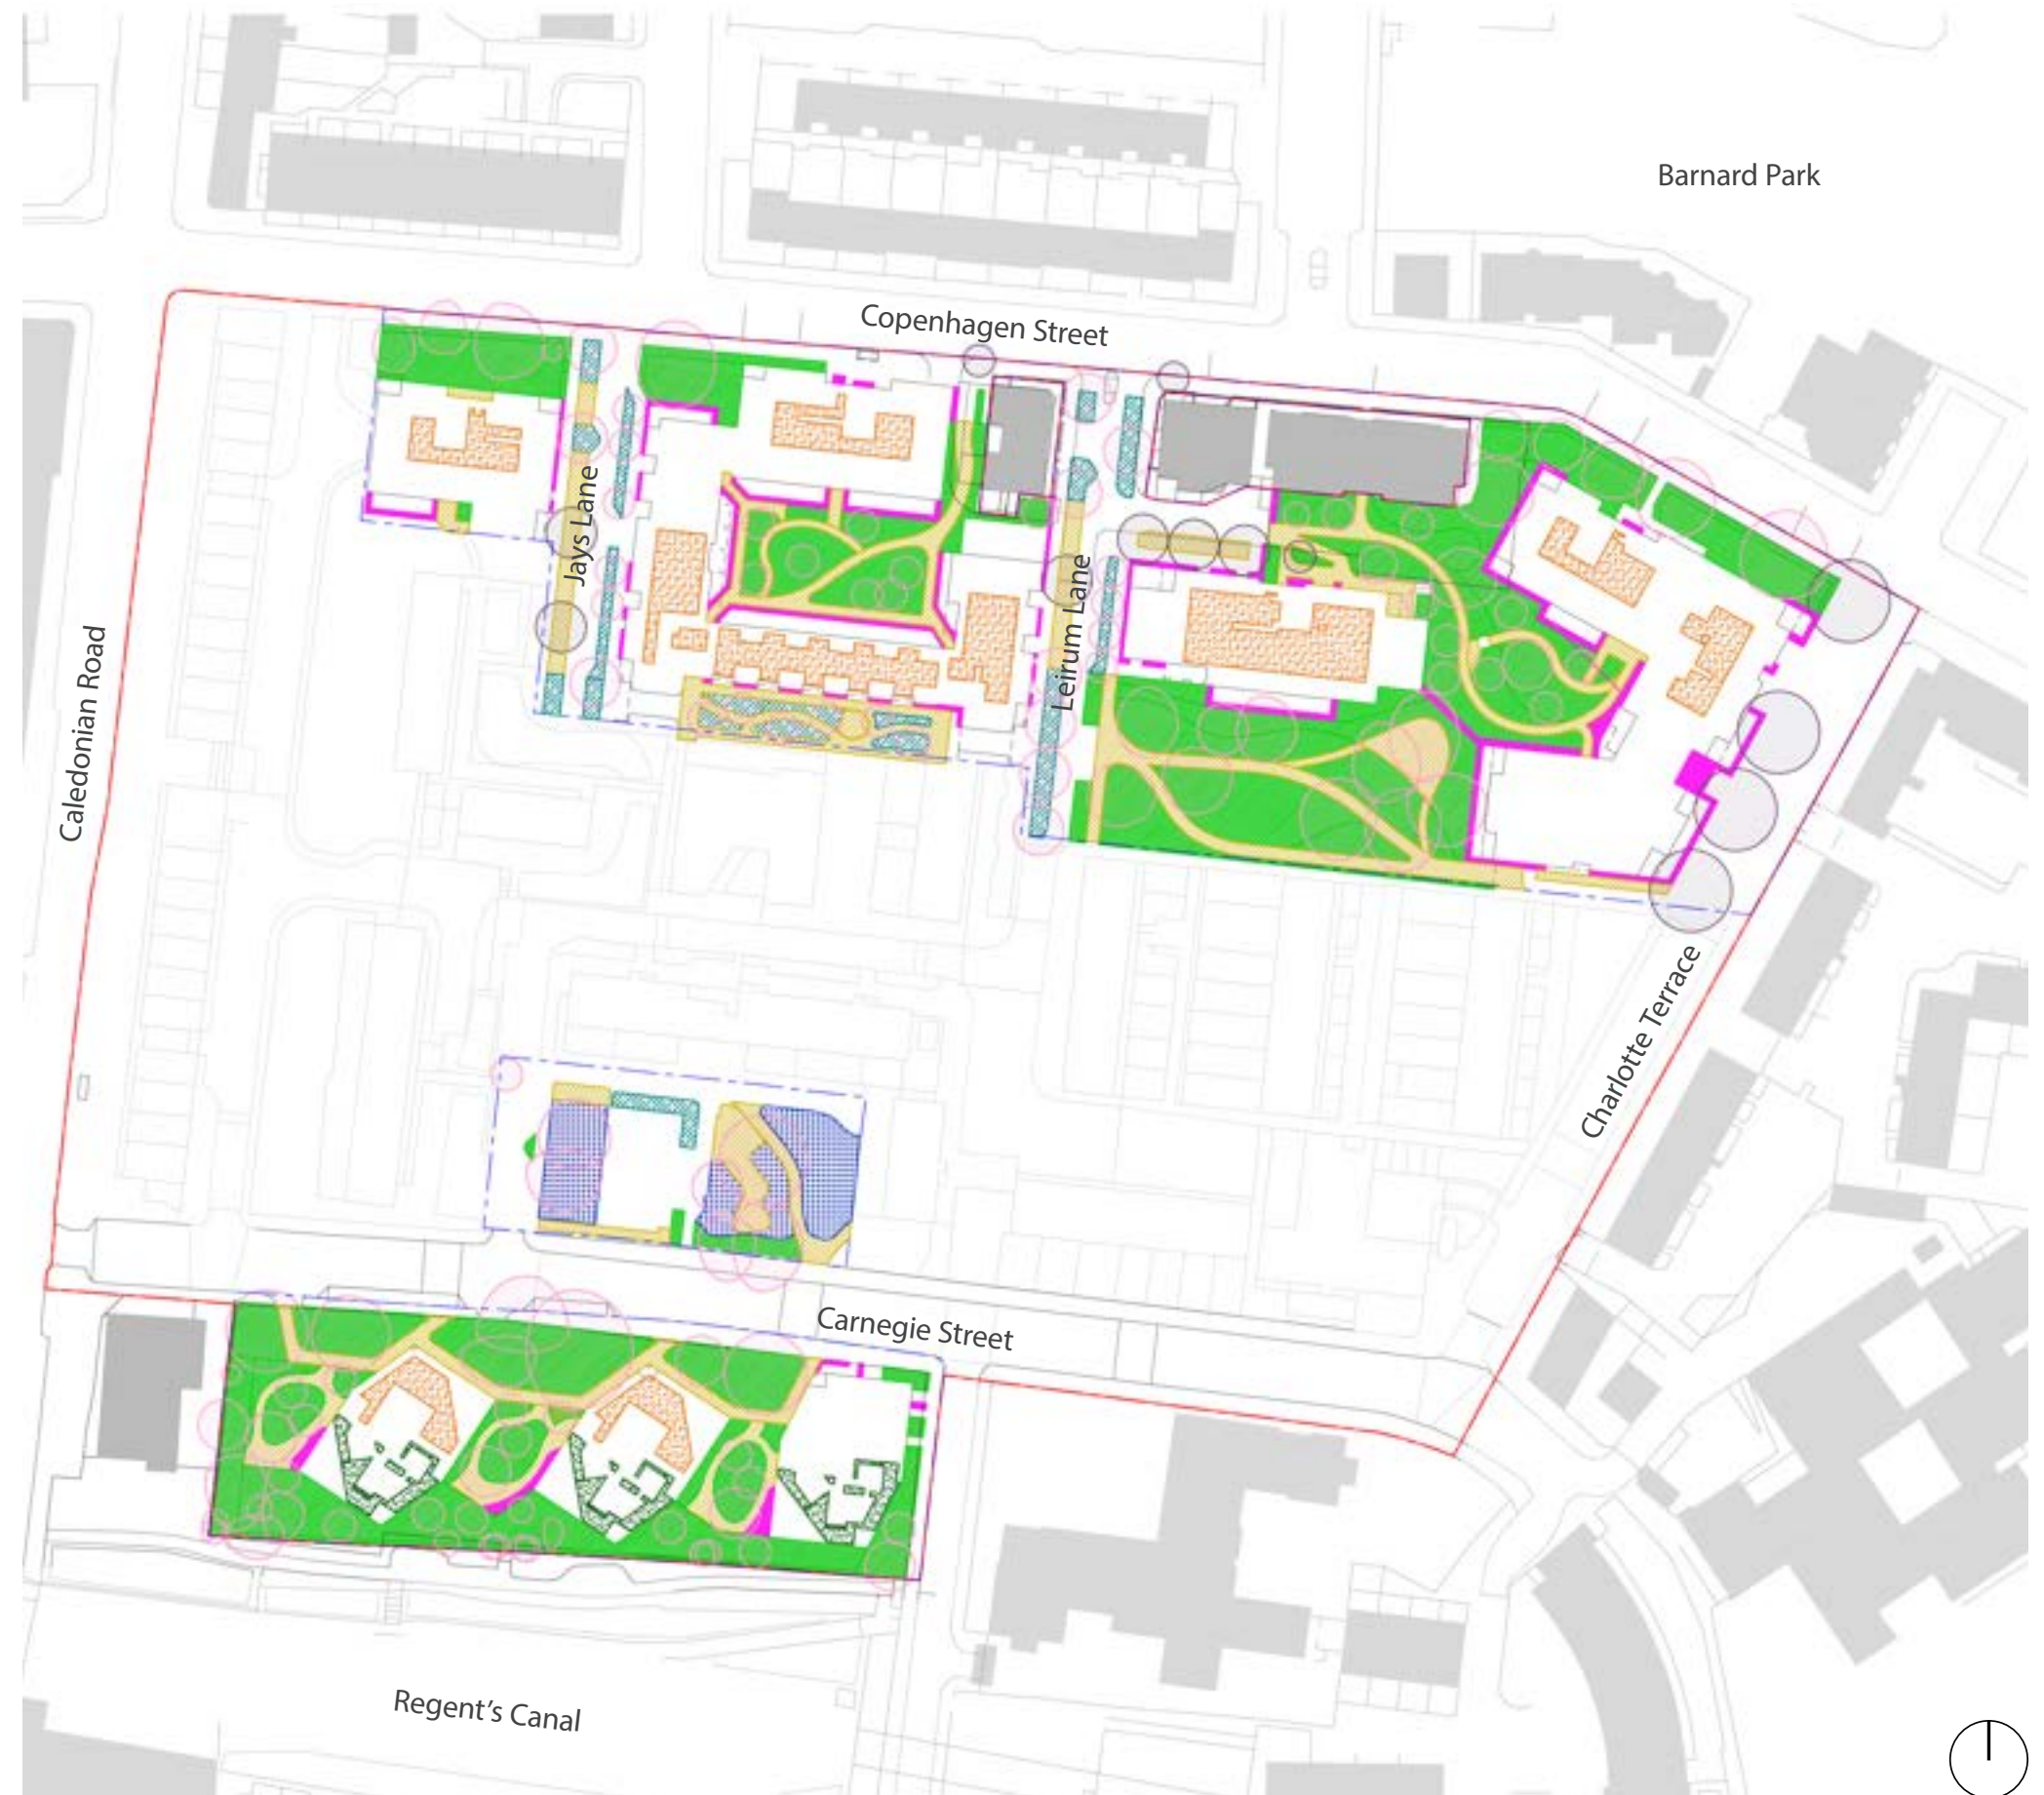 Barnard Park
Copenhagen Street
Jays Lane
Leirum Lane
Caledonian Road
Charlotte Terrace
Carnegie Street
Regent's Canal